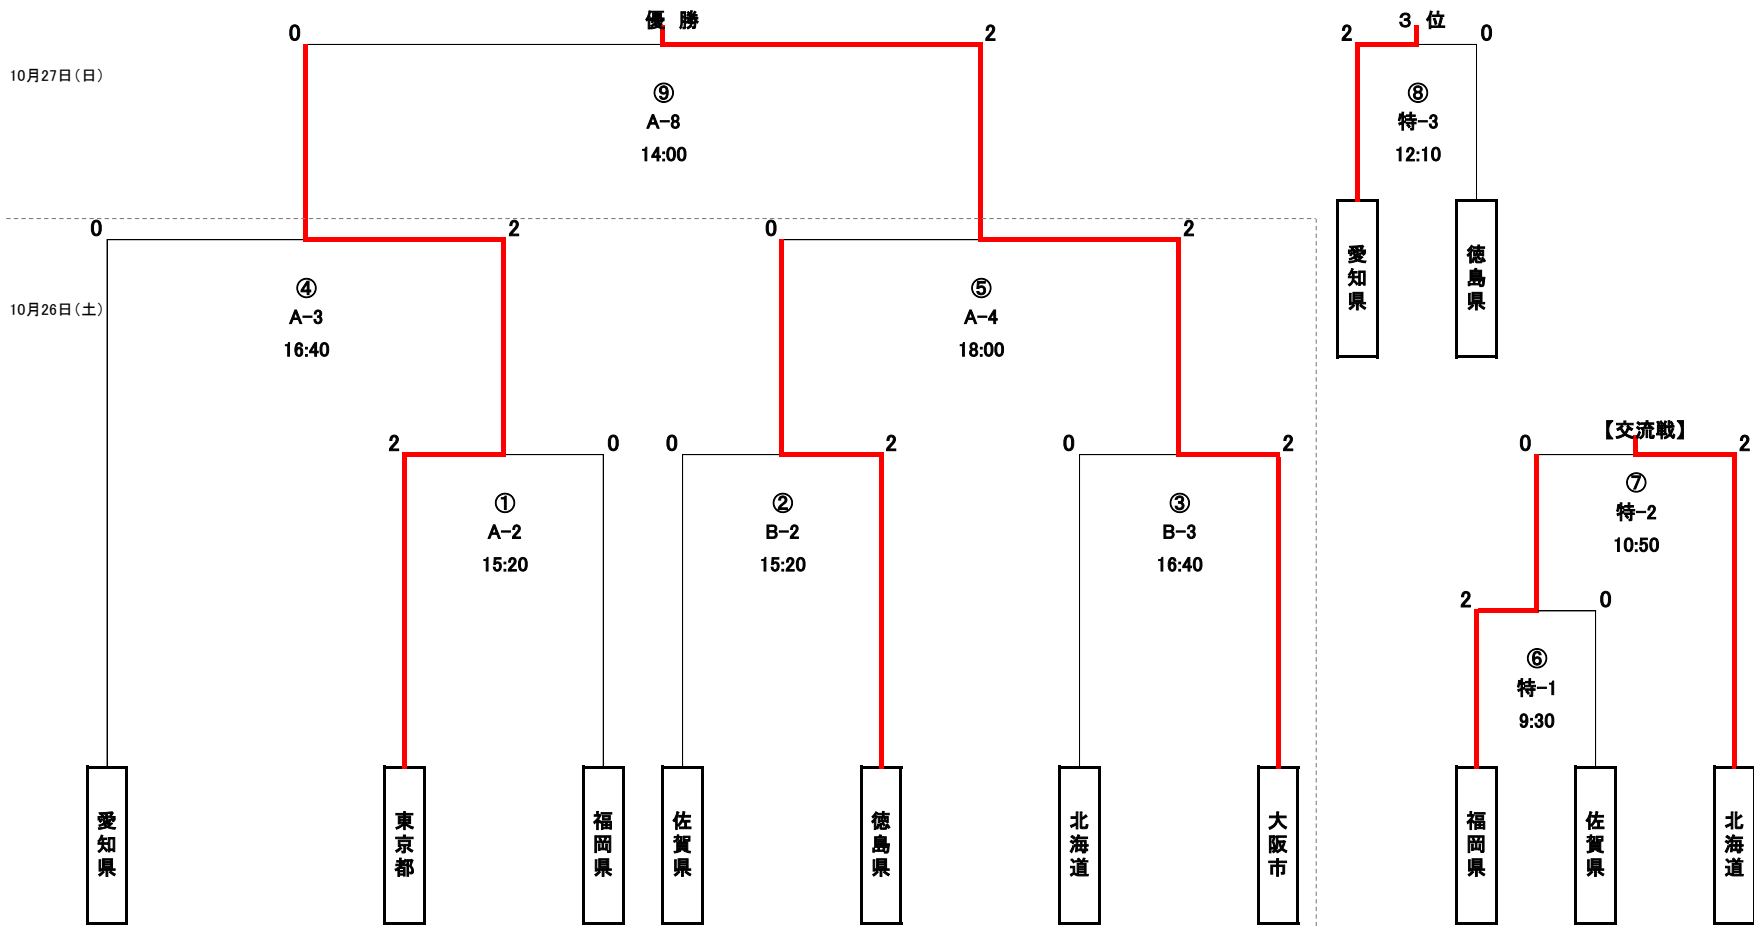 優 勝
３ 位
0
2
2
0
10月27日（日）
⑨
A-8
14:00
⑧
特-3
12:10
0
2
0
2
愛知県
徳島県
10月26日（土）
④
A-3
16:40
⑤
A-4
18:00
【交流戦】
2
0
0
2
0
2
0
2
①
A-2
15:20
②
B-2
15:20
③
B-3
16:40
⑦
特-2
10:50
2
0
⑥
特-1
9:30
愛知県
東京都
福岡県
佐賀県
徳島県
北海道
大阪市
福岡県
佐賀県
北海道